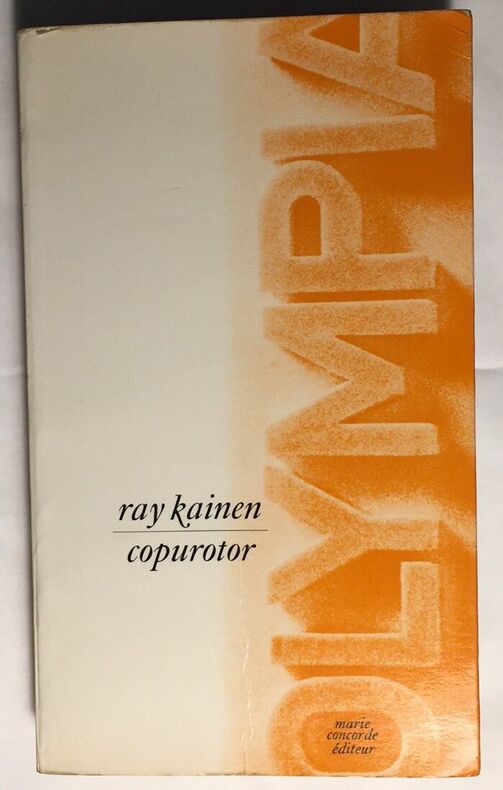 OLYMPIA
ray kainen
copurotor
marie
concorde
éditeur